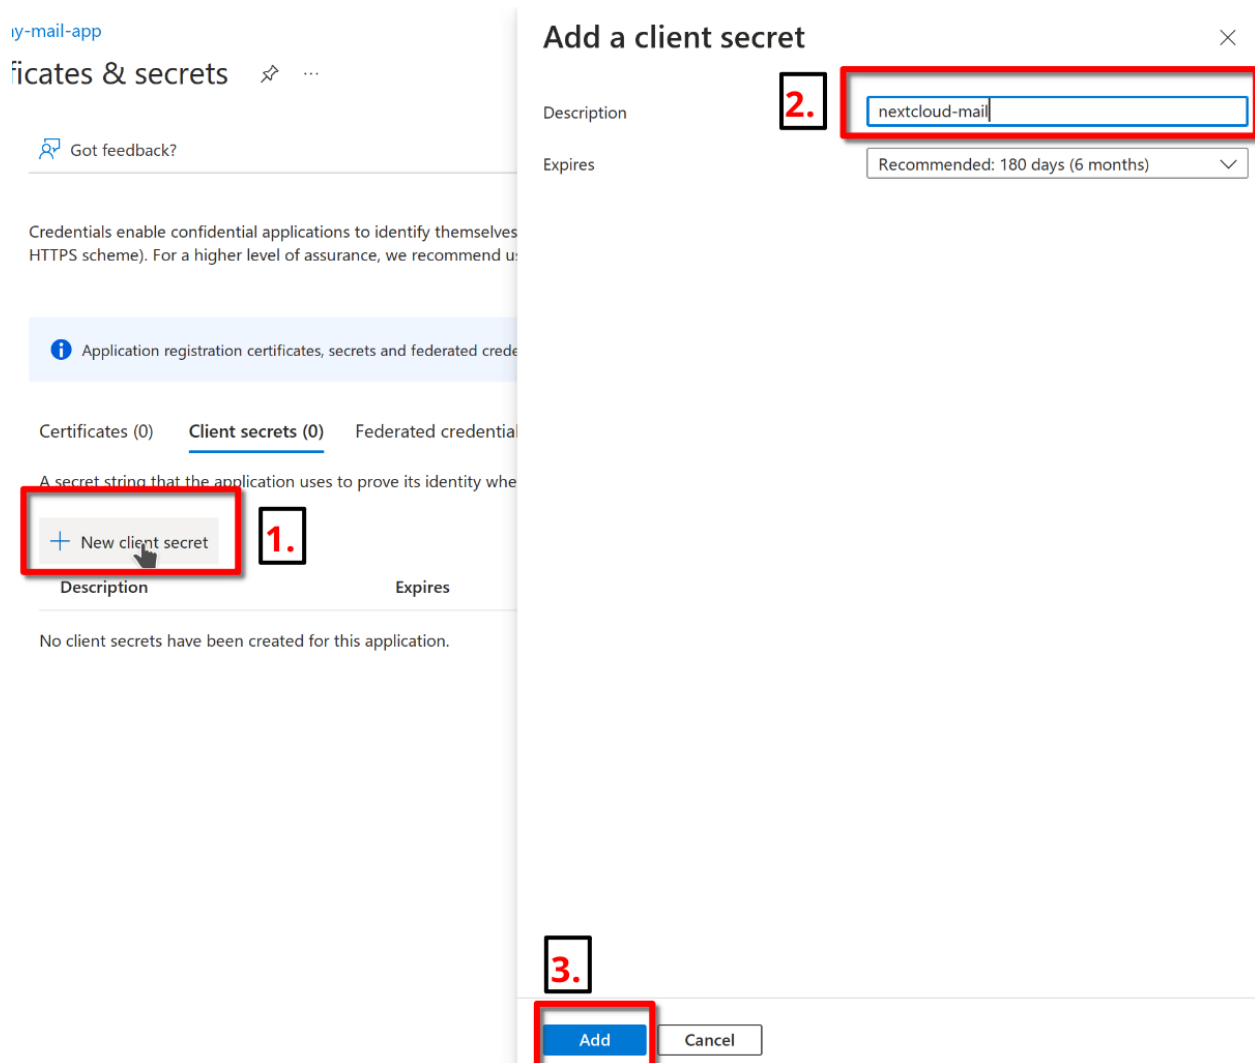 y-mail-app
ficates & secrets
Got feedback?
Credentials enable confidential applications to identify themselves
HTTPS scheme). For a higher level of assurance, we recommend
Application registration certificates, secrets and federated crede
Certificates (0) Client secrets (0) Federated credential
A secret string that the application uses to prove its identity whe
+ New client secret
1.
Description Expires
No client secrets have been created for this application.
Add a client secret
2.
Description nextcloud-mail
Expires Recommended: 180 days (6 months)
3.
Add Cancel